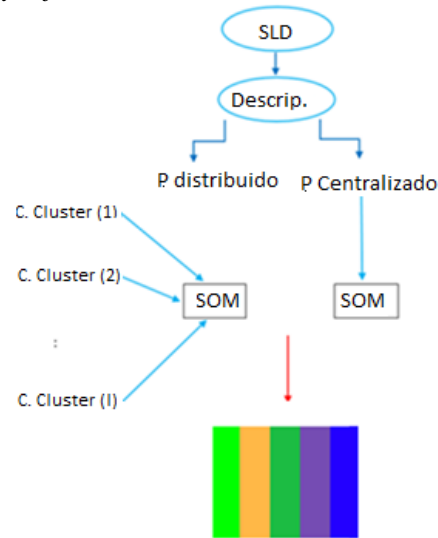 SLD
Descrip.
P distribuido
P Centralizado
C. Cluster (1)
C. Cluster (2)
SOM
SOM
:
C. Cluster (I)